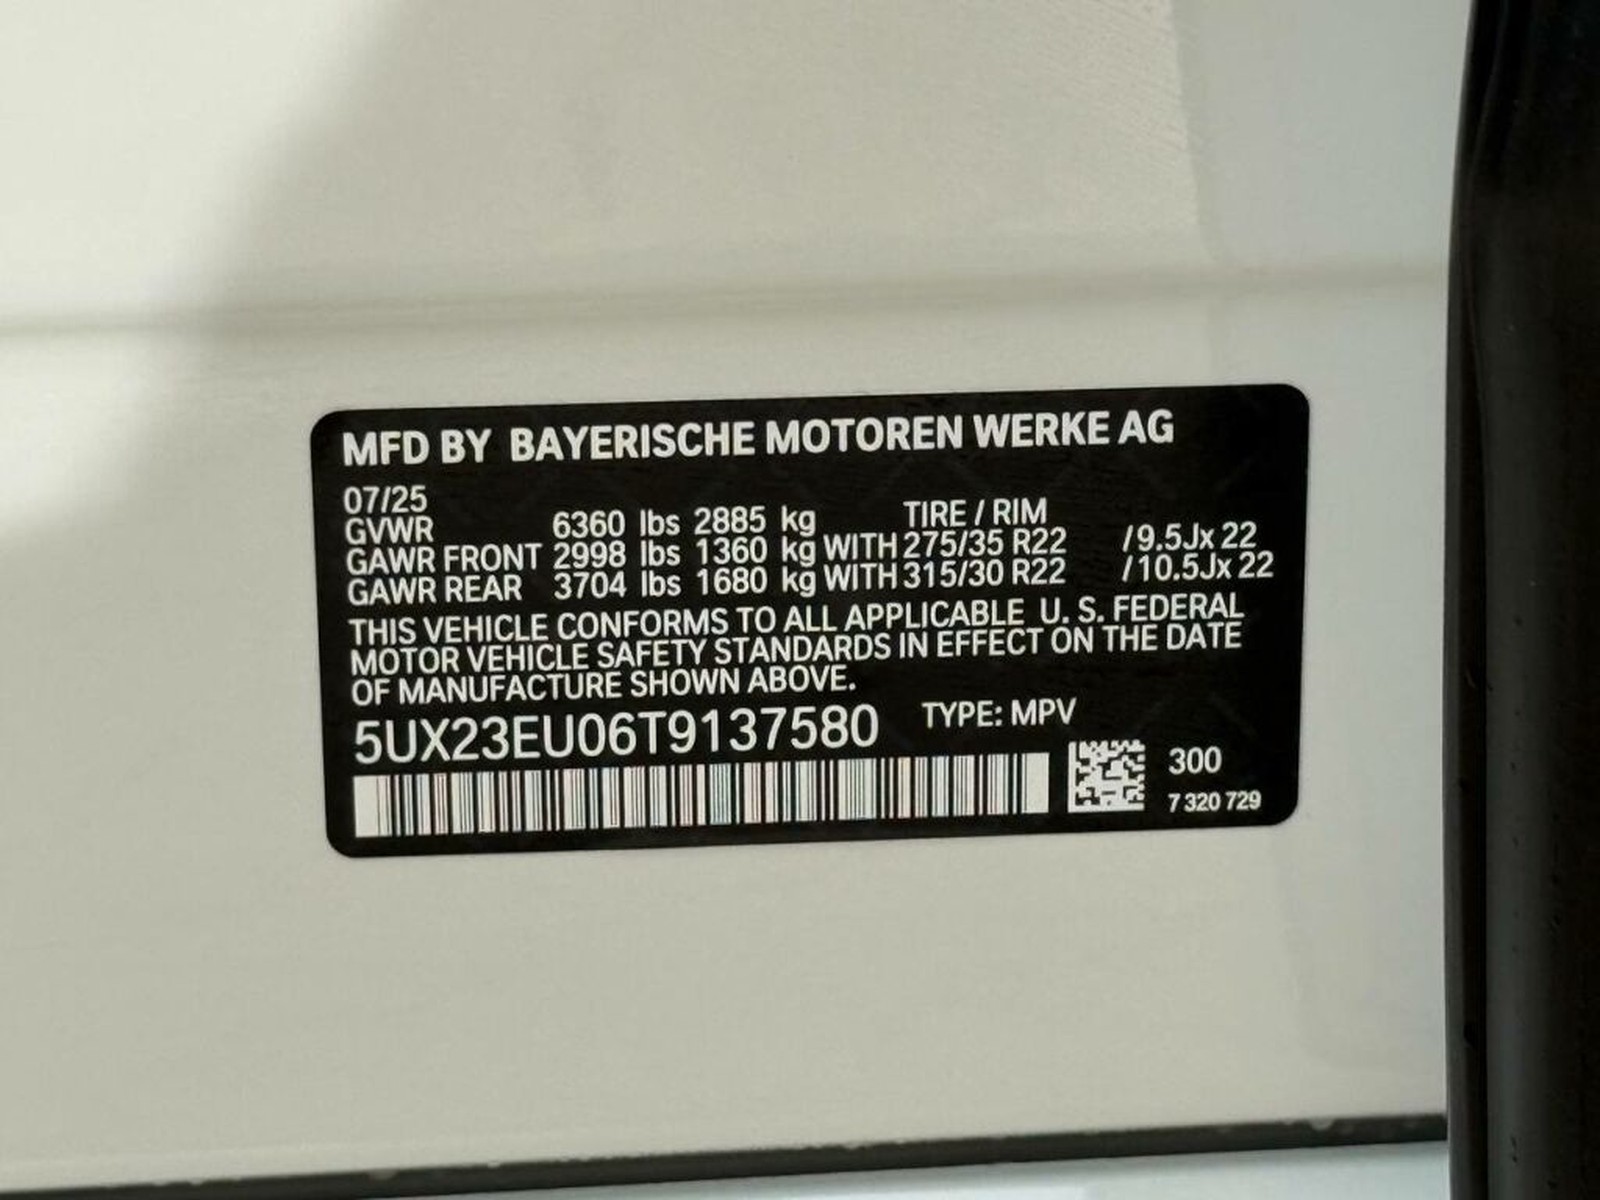 MFD BY BAYERISCHE MOTOREN WERKE AG
07/25 TIRE / RIM
GVWR 6360 lbs 2885 kg
GAWR FRONT 2998 lbs 1360 kg WITH 275/35 R22 /9.5Jx 22
GAWR REAR 3704 lbs 1680 kg WITH 315/30 R22 /10.5Jx 22
THIS VEHICLE CONFORMS TO ALL APPLICABLE U. S. FEDERAL
MOTOR VEHICLE SAFETY STANDARDS IN EFFECT ON THE DATE
OF MANUFACTURE SHOWN ABOVE.
5UX23EU06T9137580 TYPE: MPV
300
7 320 729